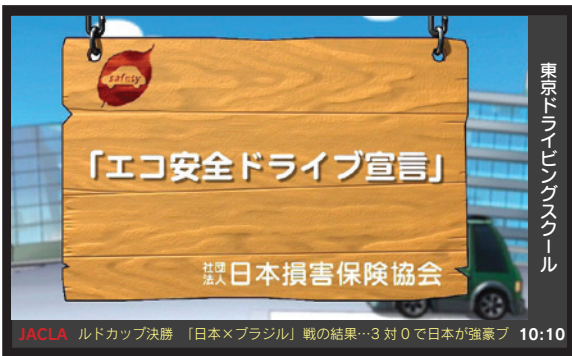 safety
「エコ安全ドライブ宣言」
社団法人日本損害保険協会
東京ドライビングスクール
JACLA ルドカップ決勝 「日本×ブラジル」戦の結果…3対0で日本が強豪ブ 10:10